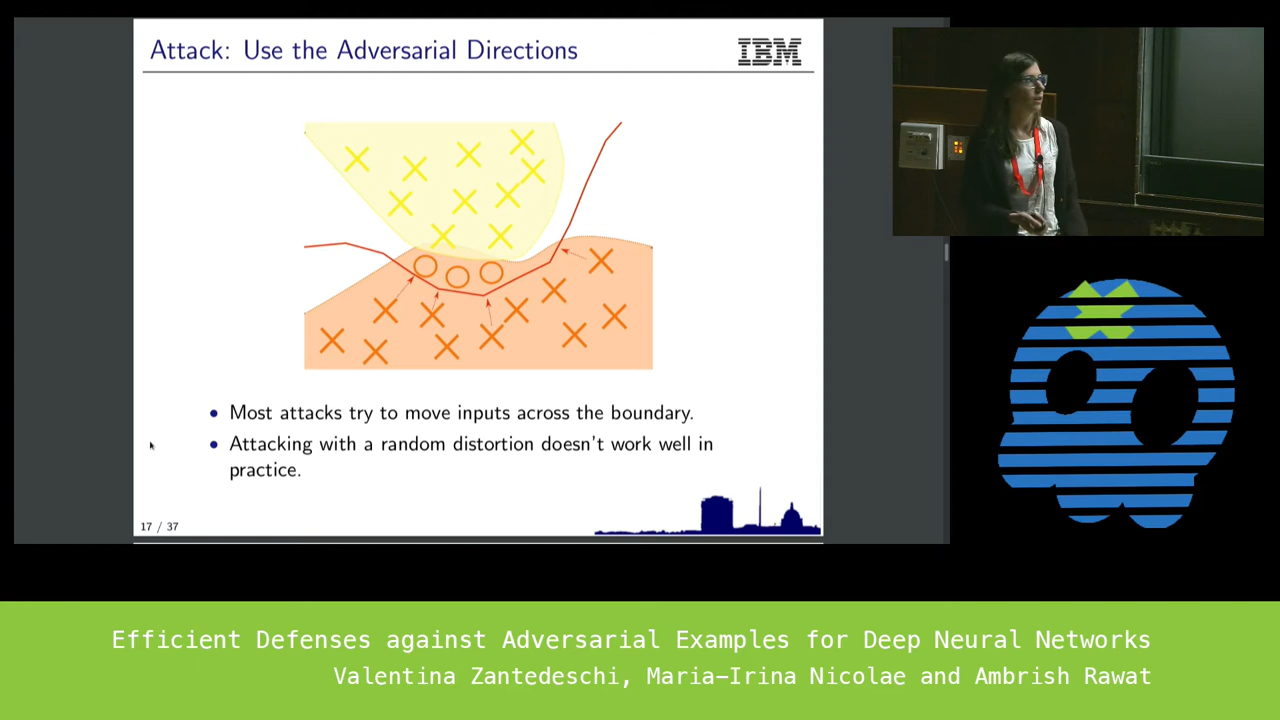 Attack: Use the Adversarial Directions
IBM
• Most attacks try to move inputs across the boundary.
• Attacking with a random distortion doesn't work well in
practice.
17 / 37
Efficient Defenses against Adversarial Examples for Deep Neural Networks
Valentina Zantedeschi, Maria-Irina Nicolae and Ambrish Rawat